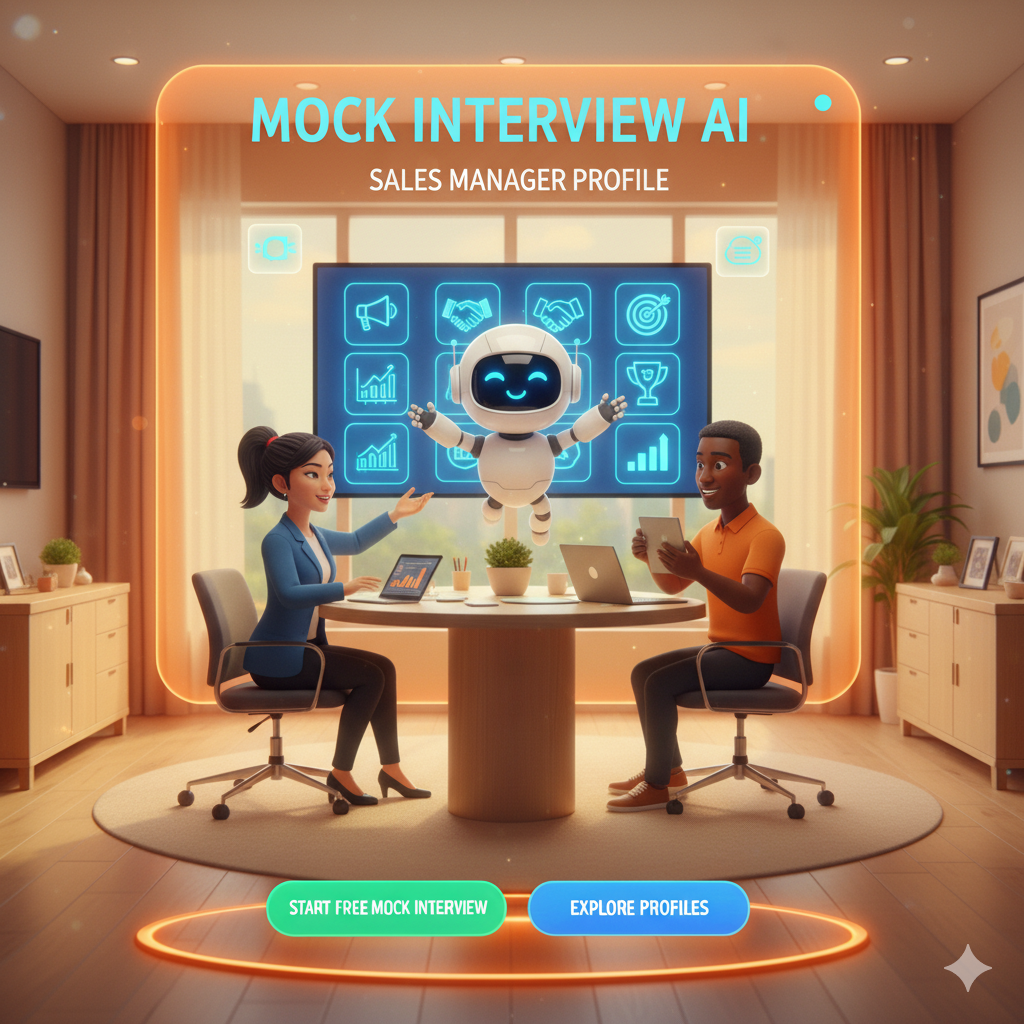 MOCK INTERVIEW AI
SALES MANAGER PROFILE
START FREE MOCK INTERVIEW
EXPLORE PROFILES